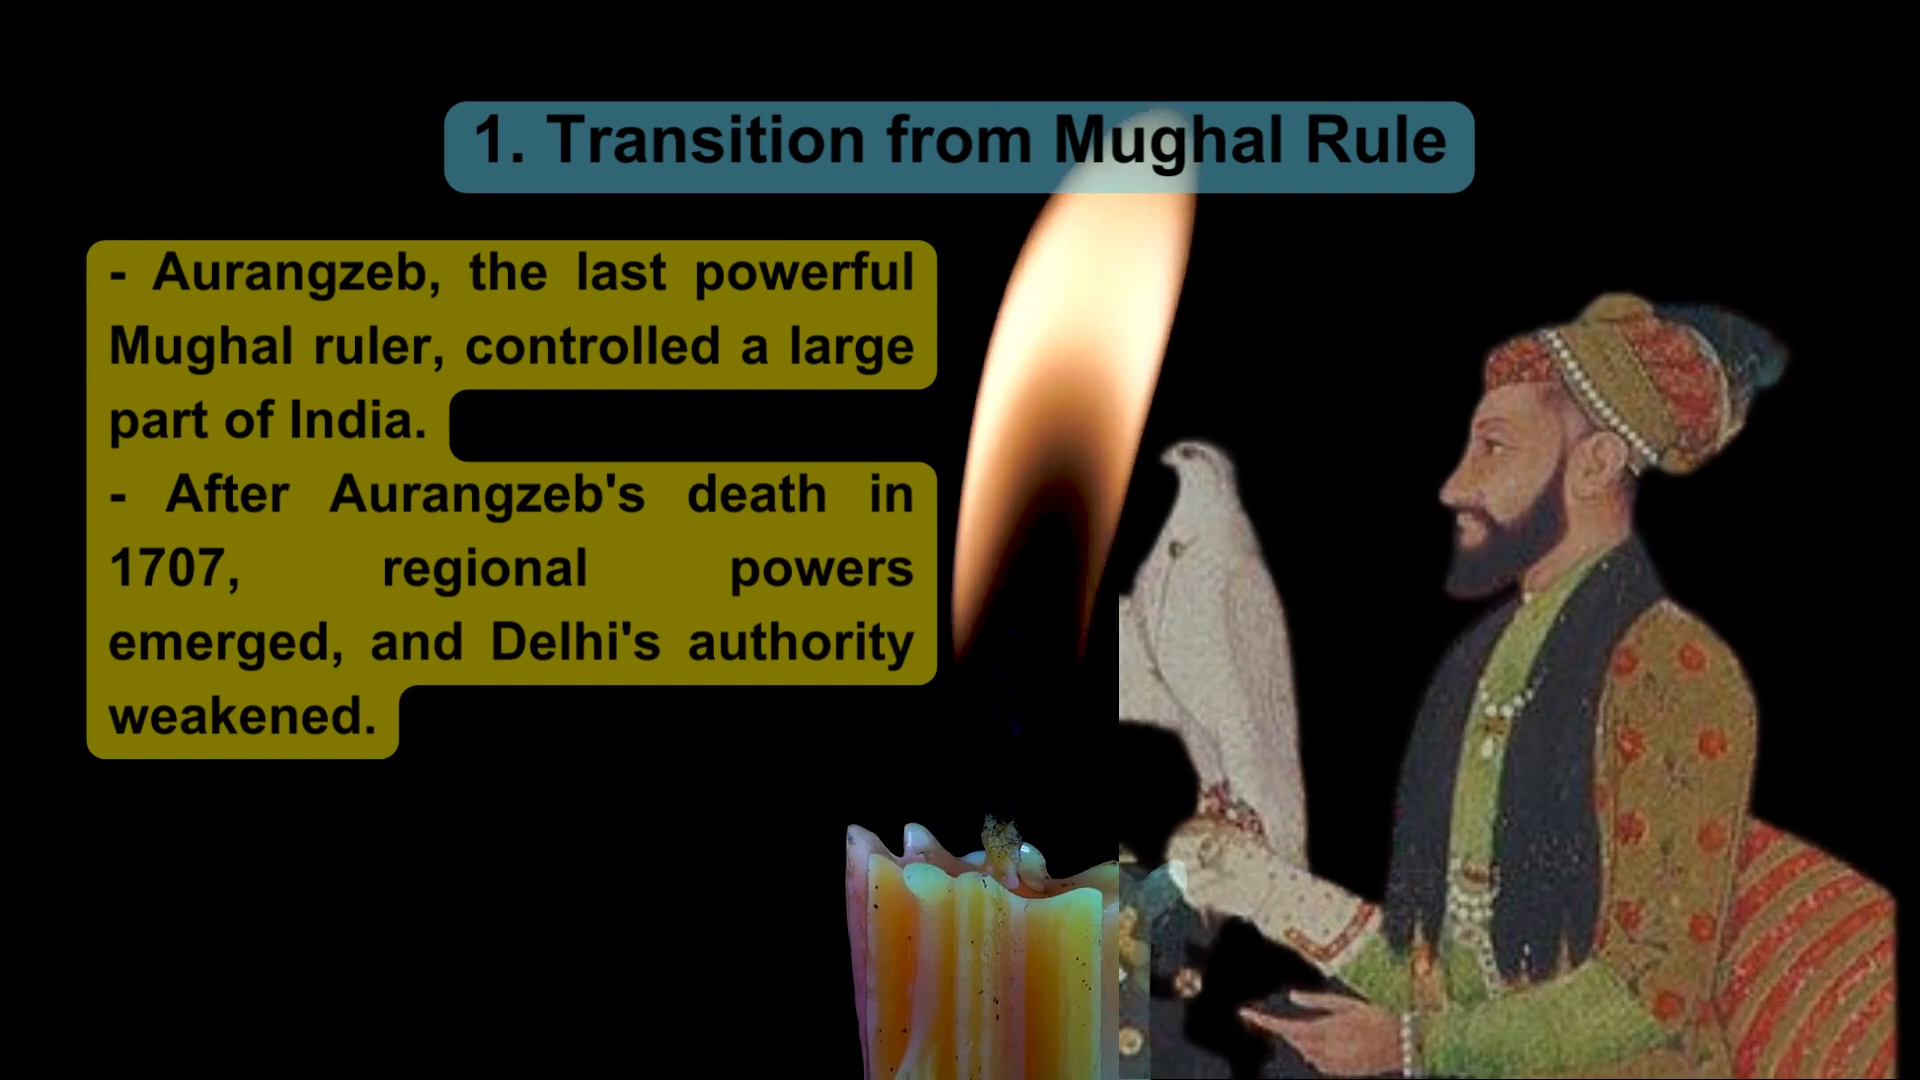 1. Transition from Mughal Rule
- Aurangzeb, the last powerful
Mughal ruler, controlled a large
part of India.
- After Aurangzeb's death in
1707, regional powers
emerged, and Delhi's authority
weakened.